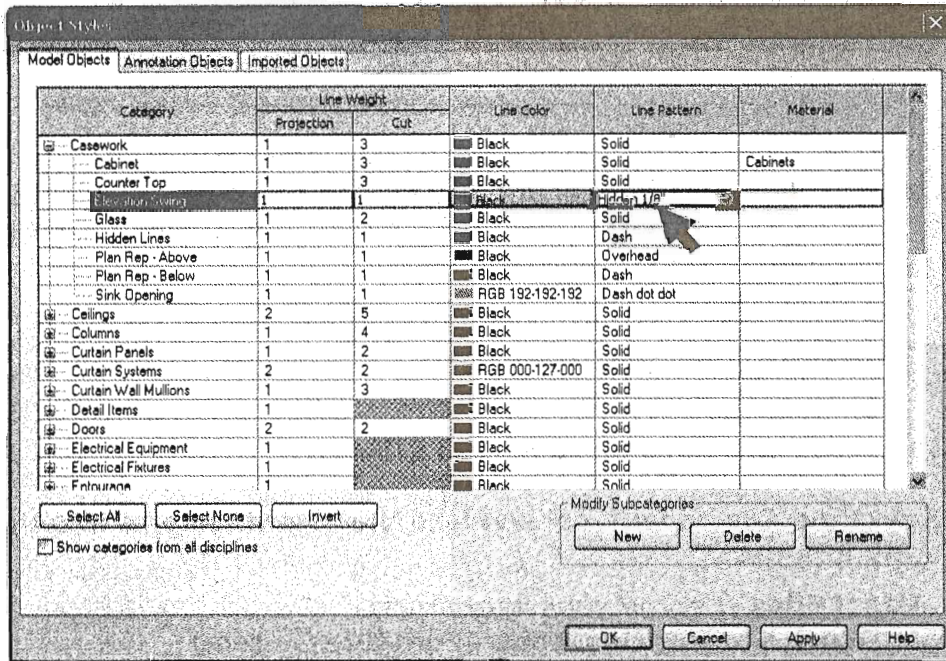 Object Styles
Model Objects Annotation Objects Imported Objects
Category Line Weight Line Color Line Pattern Material
Projection Cut
Casework 1 3 Black Solid
Cabinet 1 3 Black Solid Cabinets
Counter Top 1 3 Black Solid
Elevation Swing 1 1 Black Hidden 1/8"
Glass 1 2 Black Solid
Hidden Lines 1 1 Black Dash
Plan Rep - Above 1 1 Black Overhead
Plan Rep - Below 1 1 Black Dash
Sink Opening 1 1 RGB 192-192-192 Dash dot dot
Ceilings 2 5 Black Solid
Columns 1 4 Black Solid
Curtain Panels 1 2 Black Solid
Curtain Systems 2 2 RGB 000-127-000 Solid
Curtain Wall Mullions 1 3 Black Solid
Detail Items 1 Black Solid
Doors 2 2 Black Solid
Electrical Equipment 1 Black Solid
Electrical Fixtures 1 Black Solid
Entourage 1 Black Solid
Select All Select None Invert Modify Subcategories
Show categories from all disciplines New Delete Rename
OK Cancel Apply Help